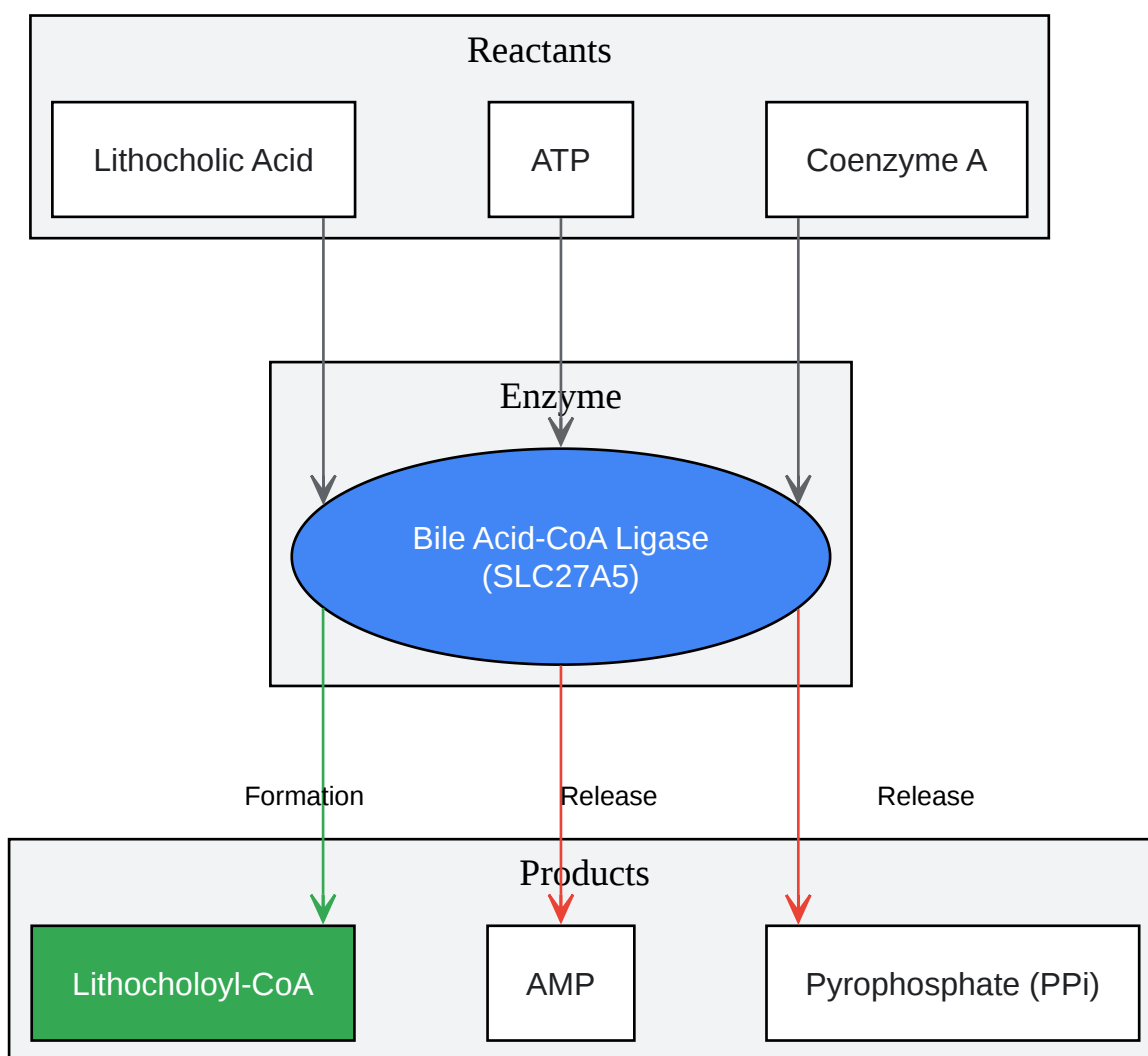 Reactants
Lithocholic Acid
ATP
Coenzyme A
Enzyme
Bile Acid-CoA Ligase
(SLC27A5)
Formation
Release
Release
Products
Lithocholoyl-CoA
AMP
Pyrophosphate (PPi)